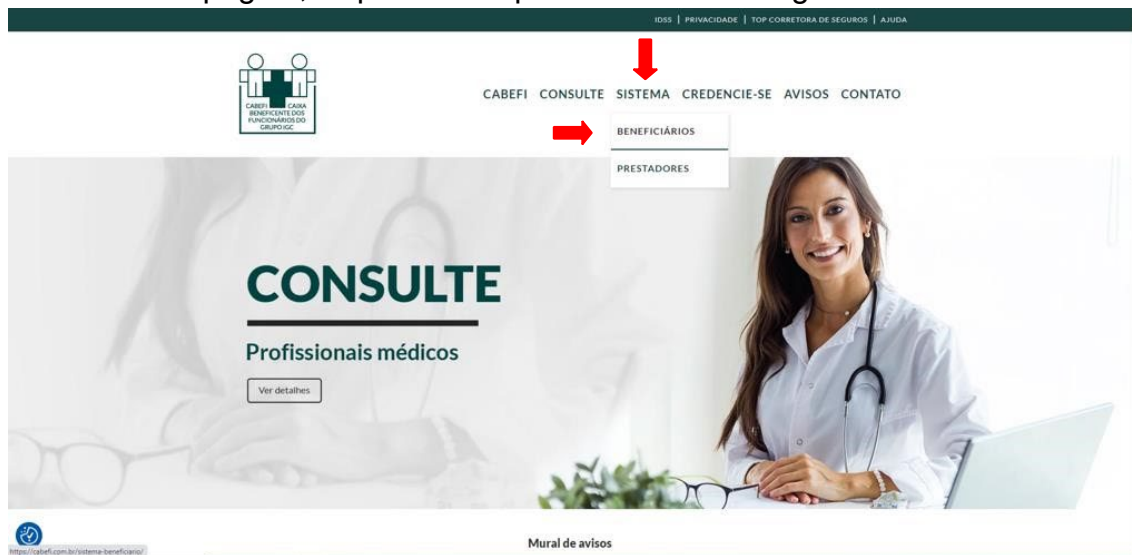 IDSS | PRIVACIDADE | TOP CORRETORA DE SEGUROS | AJUDA
CABEFI CAIXA
BENEFICENTE DOS
FUNCIONÁRIOS DO
GRUPO IGC
CABEFI CONSULTE SISTEMA CREDENCIE-SE AVISOS CONTATO
BENEFICIÁRIOS
PRESTADORES
CONSULTE
Profissionais médicos
Ver detalhes
Mural de avisos
https://cabefi.com.br/sistema-beneficiario/